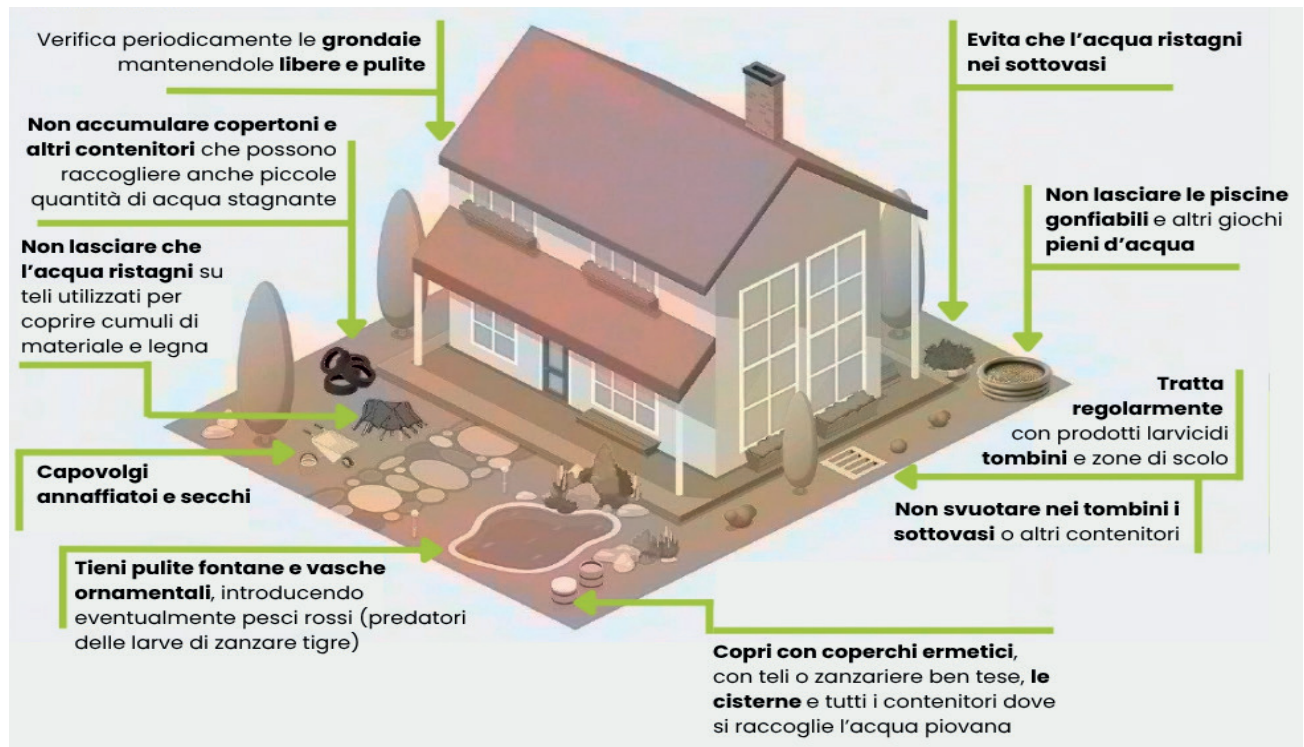 Verifica periodicamente le grondaie
mantenendole libere e pulite
Non accumulare copertoni e
altri contenitori che possono
raccogliere anche piccole
quantità di acqua stagnante
Non lasciare che
l'acqua ristagni su
teli utilizzati per
coprire cumuli di
materiale e legna
Capovolgi
annaffiatoi e secchi
Tieni pulite fontane e vasche
ornamentali, introducendo
eventualmente pesci rossi (predatori
delle larve di zanzare tigre)
Evita che l'acqua ristagni
nei sottovasi
Non lasciare le piscine
gonfiabili e altri giochi
pieni d'acqua
Tratta
regolarmente
con prodotti larvicidi
tombini e zone di scolo
Non svuotare nei tombini i
sottovasi o altri contenitori
Copri con coperchi ermetici,
con teli o zanzariere ben tese, le
cisterne e tutti i contenitori dove
si raccoglie l'acqua piovana